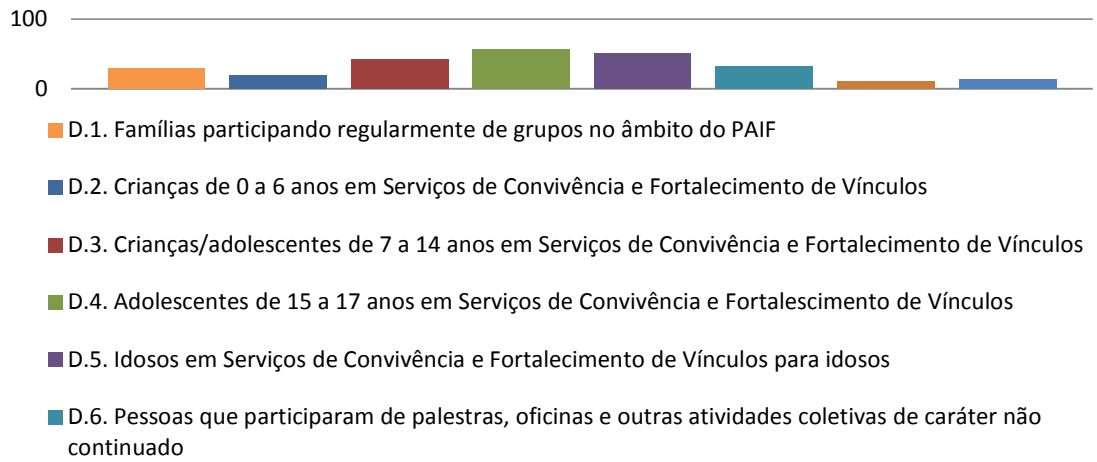 100
0
D.1. Famílias participando regularmente de grupos no âmbito do PAIF
D.2. Crianças de 0 a 6 anos em Serviços de Convivência e Fortalecimento de Vínculos
D.3. Crianças/adolescentes de 7 a 14 anos em Serviços de Convivência e Fortalecimento de Vínculos
D.4. Adolescentes de 15 a 17 anos em Serviços de Convivência e Fortalescimento de Vínculos
D.5. Idosos em Serviços de Convivência e Fortalecimento de Vínculos para idosos
D.6. Pessoas que participaram de palestras, oficinas e outras atividades coletivas de caráter não
continuado